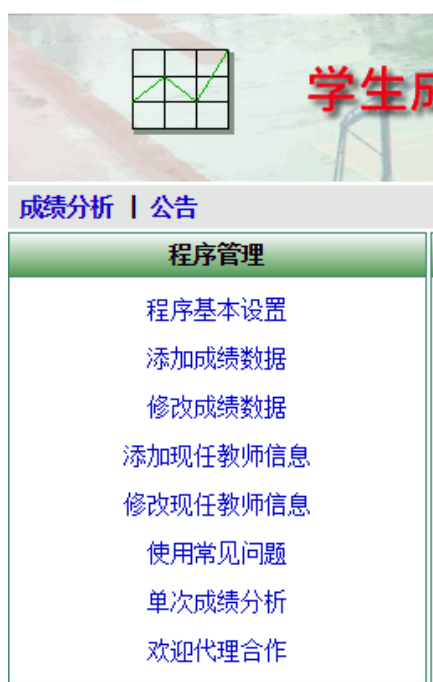 学生成
成绩分析 | 公告
程序管理
程序基本设置
添加成绩数据
修改成绩数据
添加现任教师信息
修改现任教师信息
使用常见问题
单次成绩分析
欢迎代理合作